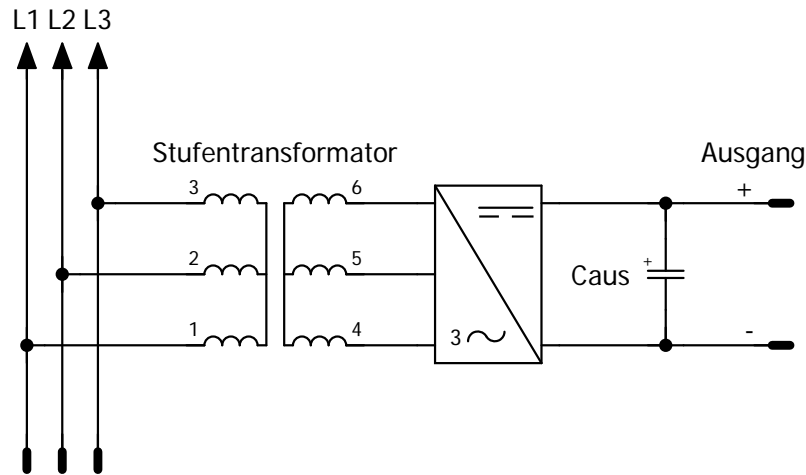 L1 L2 L3
Stufentransformator
Ausgang
3
6
+
2
5
Caus
+
1
4
3
-